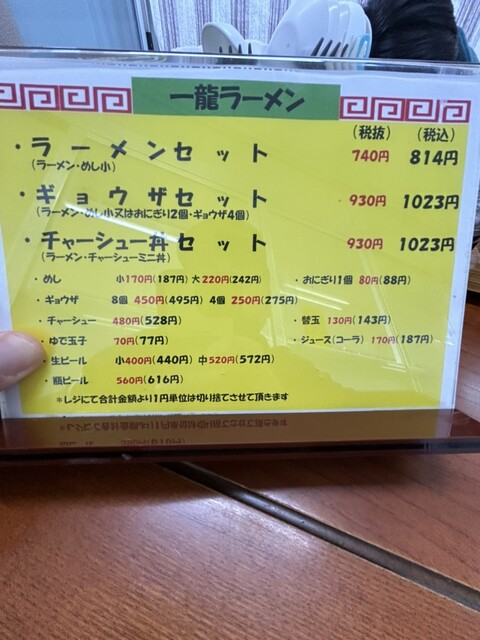 一龍ラーメン
(税抜) (税込)
・ラーメンセット 740円 814円
(ラーメン・めし小)
・ギョウザセット 930円 1023円
(ラーメン・めし小又はおにぎり2個・ギョウザ4個)
・チャーシュー丼セット 930円 1023円
(ラーメン・チャーシューミニ丼)
・めし 小170円(187円) 大220円(242円) ・おにぎり1個 80円(88円)
・ギョウザ 8個 450円(495円) 4個 250円(275円)
・チャーシュー 480円(528円) ・替玉 130円(143円)
・ゆで玉子 70円(77円) ・ジュース(コーラ) 170円(187円)
・生ビール 小400円(440円) 中520円(572円)
・瓶ビール 560円(616円)
*レジにて合計金額より1円単位は切り捨てさせて頂きます